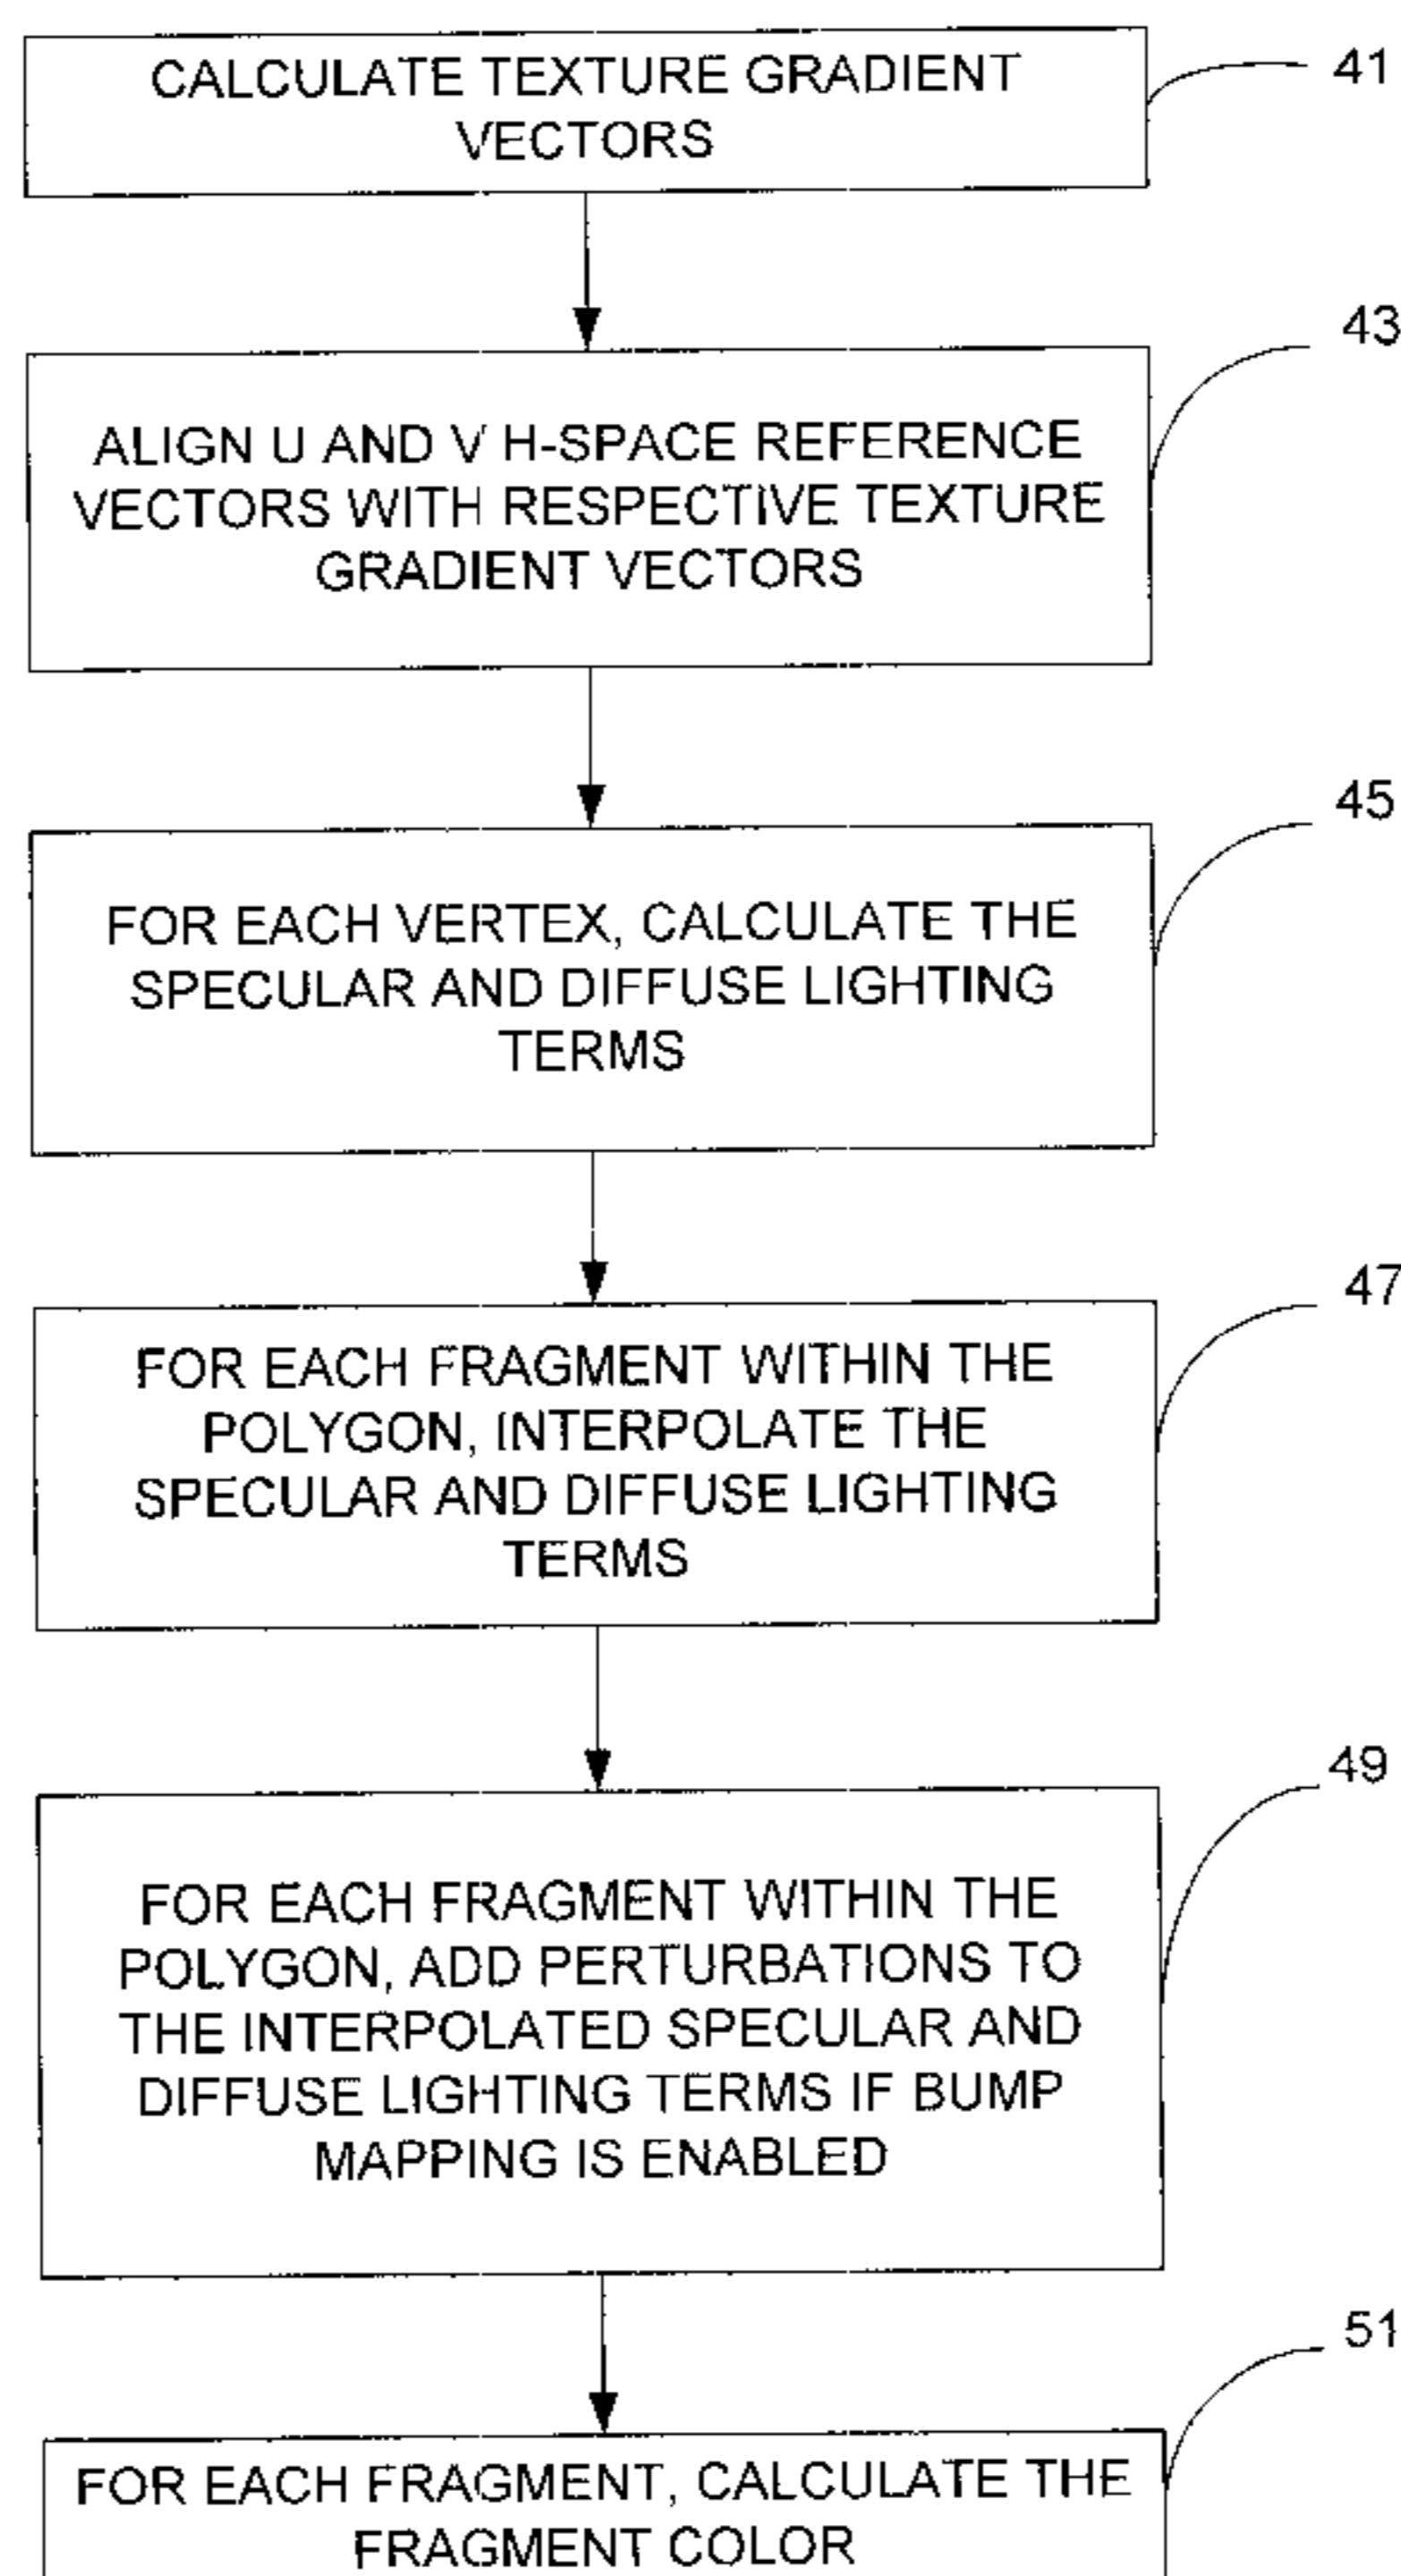 CALCULATE TEXTURE GRADIENT
VECTORS
41
ALIGN U AND V H-SPACE REFERENCE
VECTORS WITH RESPECTIVE TEXTURE
GRADIENT VECTORS
43
FOR EACH VERTEX, CALCULATE THE
SPECULAR AND DIFFUSE LIGHTING
TERMS
45
FOR EACH FRAGMENT WITHIN THE
POLYGON, INTERPOLATE THE
SPECULAR AND DIFFUSE LIGHTING
TERMS
47
FOR EACH FRAGMENT WITHIN THE
POLYGON, ADD PERTURBATIONS TO
THE INTERPOLATED SPECULAR AND
DIFFUSE LIGHTING TERMS IF BUMP
MAPPING IS ENABLED
49
FOR EACH FRAGMENT, CALCULATE THE
FRAGMENT COLOR
51